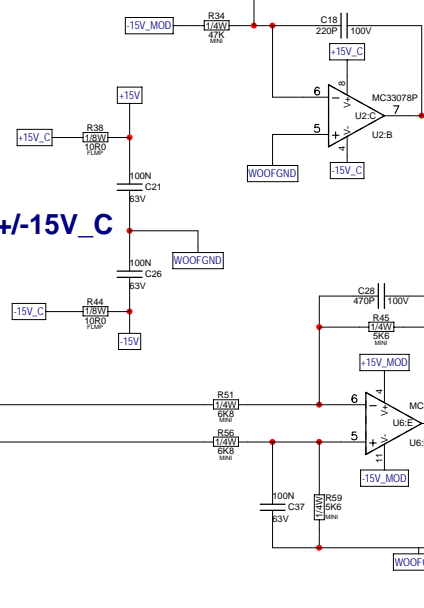 R34
-15V_MOD
1/4W
47K
MINI
C18
220P
100V
+15V_C
8
6
V+
MC33078P
U2:C
7
5
V-
U2:B
4
WOOFGND
-15V_C
+15V
R38
+15V_C
1/8W
10R0
FLMP
100N
C21
63V
+/-15V_C
WOOFGND
100N
C26
63V
R44
-15V_C
1/8W
10R0
FLMP
-15V
C28
470P
100V
R45
1/4W
5K6
MINI
+15V_MOD
4
R51
1/4W
6K8
MINI
6
V+
U6:E
R56
1/4W
6K8
MINI
5
V-
11
-15V_MOD
100N
C37
63V
R59
5K6
1/4W
MINI